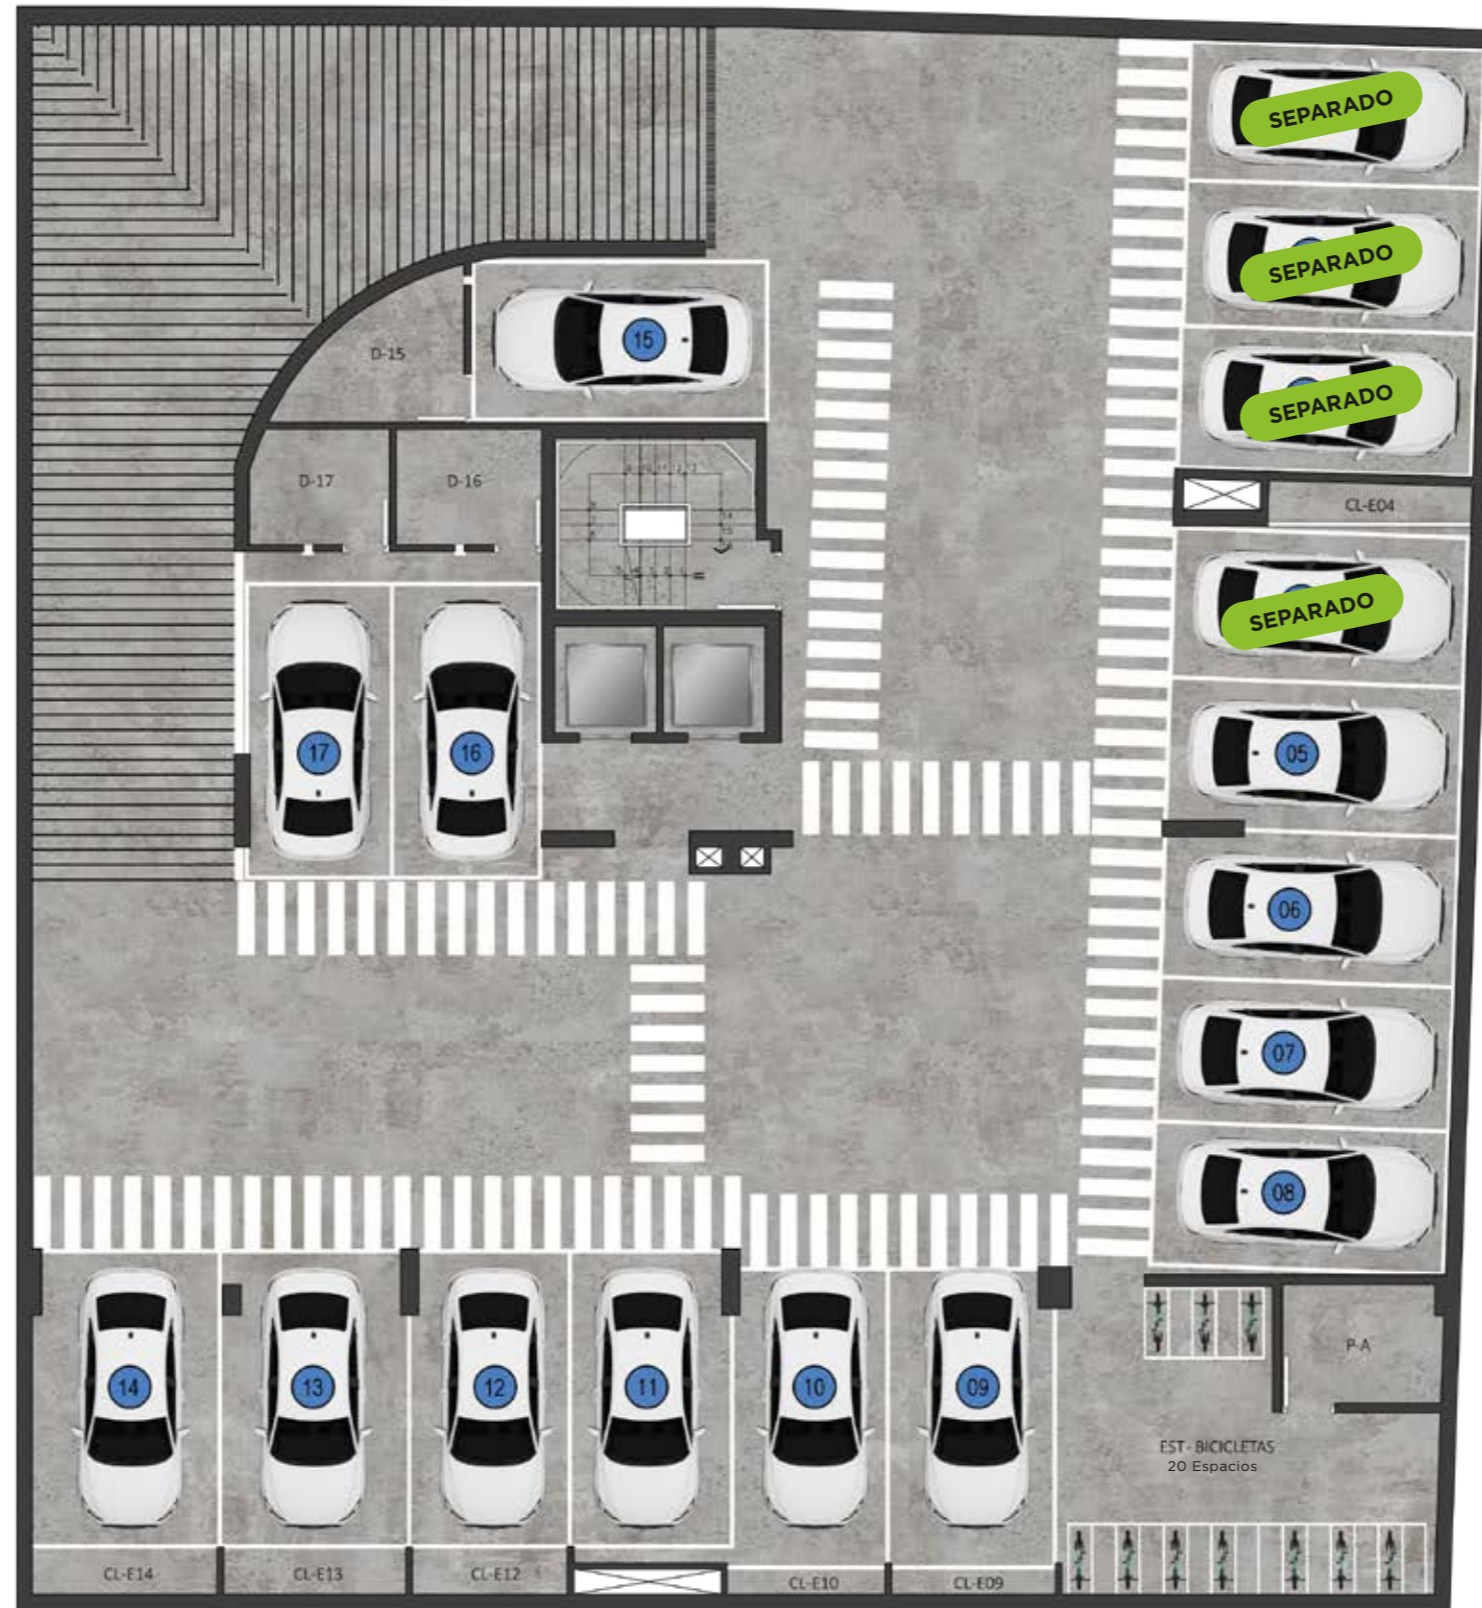 SEPARADO
SEPARADO
15
D-15
SEPARADO
D-17
D-16
CL-E04
SEPARADO
17
16
05
06
07
08
14
13
12
11
10
09
P-A
EST - BICICLETAS
20 Espacios
CL-E14
CL-E13
CL-E12
CL-E10
CL-E09